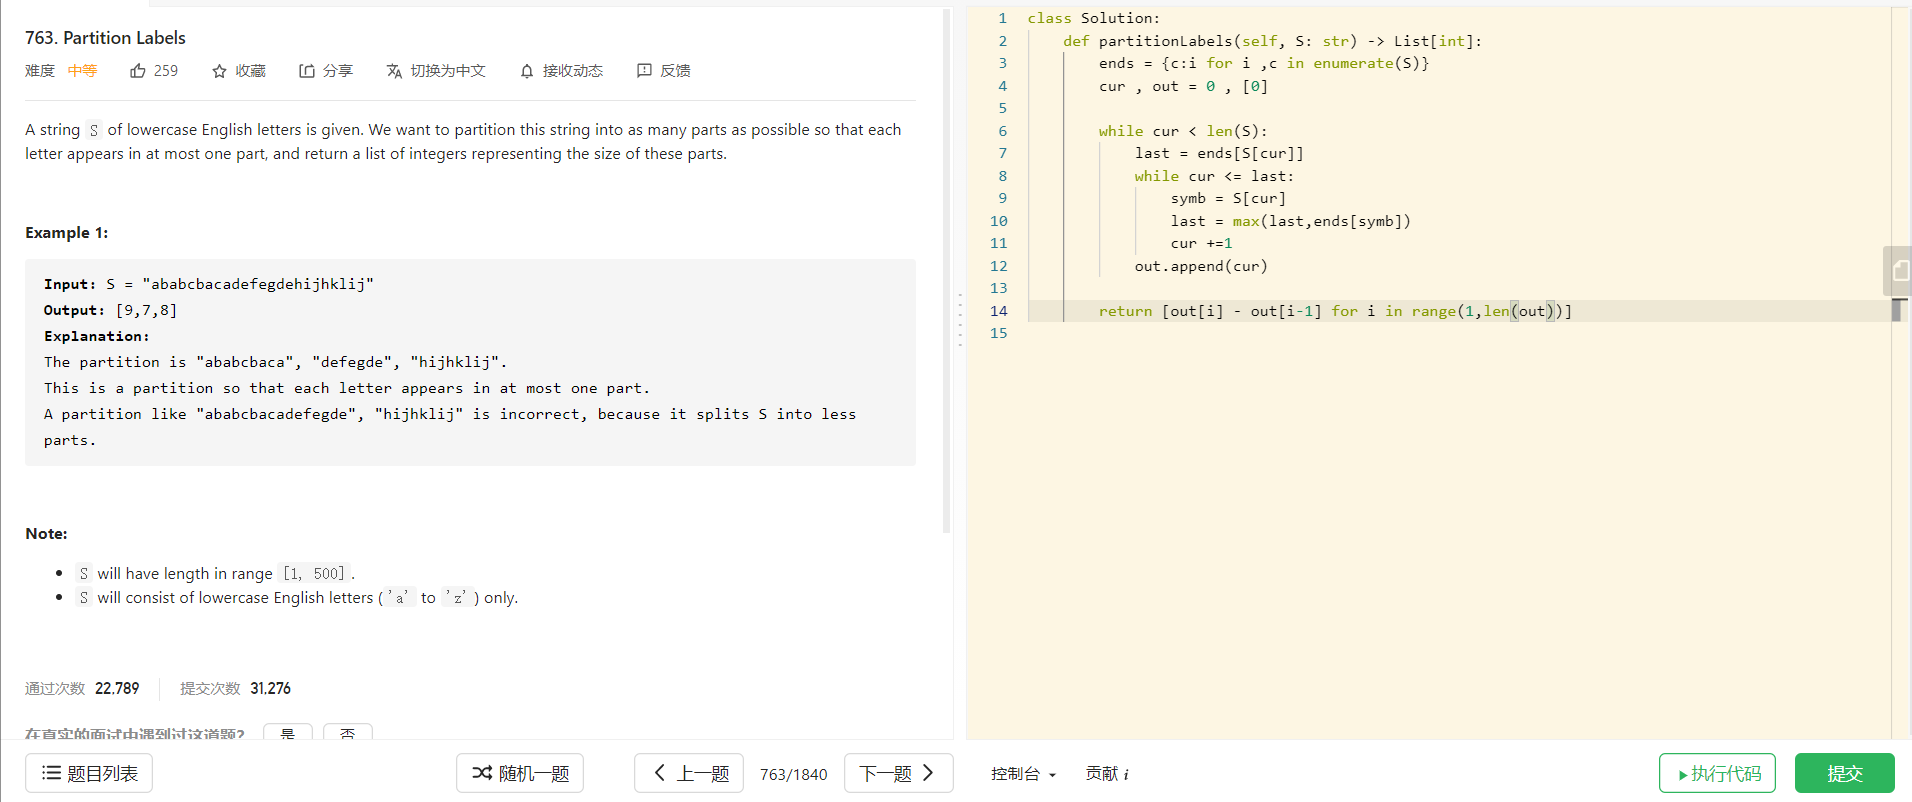 763. Partition Labels
难度 中等 259 收藏 分享 切换为中文 接收动态 反馈
A string S of lowercase English letters is given. We want to partition this string into as many parts as possible so that each
letter appears in at most one part, and return a list of integers representing the size of these parts.
Example 1:
Input: S = "ababcbacadefegdehijhklij"
Output: [9,7,8]
Explanation:
The partition is "ababcbaca", "defegde", "hijhklij".
This is a partition so that each letter appears in at most one part.
A partition like "ababcbacadefegde", "hijhklij" is incorrect, because it splits S into less
parts.
Note:
• S will have length in range [1, 500].
• S will consist of lowercase English letters ('a' to 'z') only.
通过次数 22,789 提交次数 31,276
在真实的面试中遇到过这道题? 是 否
题目列表 随机一题 上一题 763/1840 下一题
1 class Solution:
2 def partitionLabels(self, S: str) -> List[int]:
3 ends = {c:i for i ,c in enumerate(S)}
4 cur , out = 0 , [0]
5
6 while cur < len(S):
7 last = ends[S[cur]]
8 while cur <= last:
9 symb = S[cur]
10 last = max(last,ends[symb])
11 cur +=1
12 out.append(cur)
13
14 return [out[i] - out[i-1] for i in range(1,len(out))]
15
控制台 贡献 i 执行代码 提交